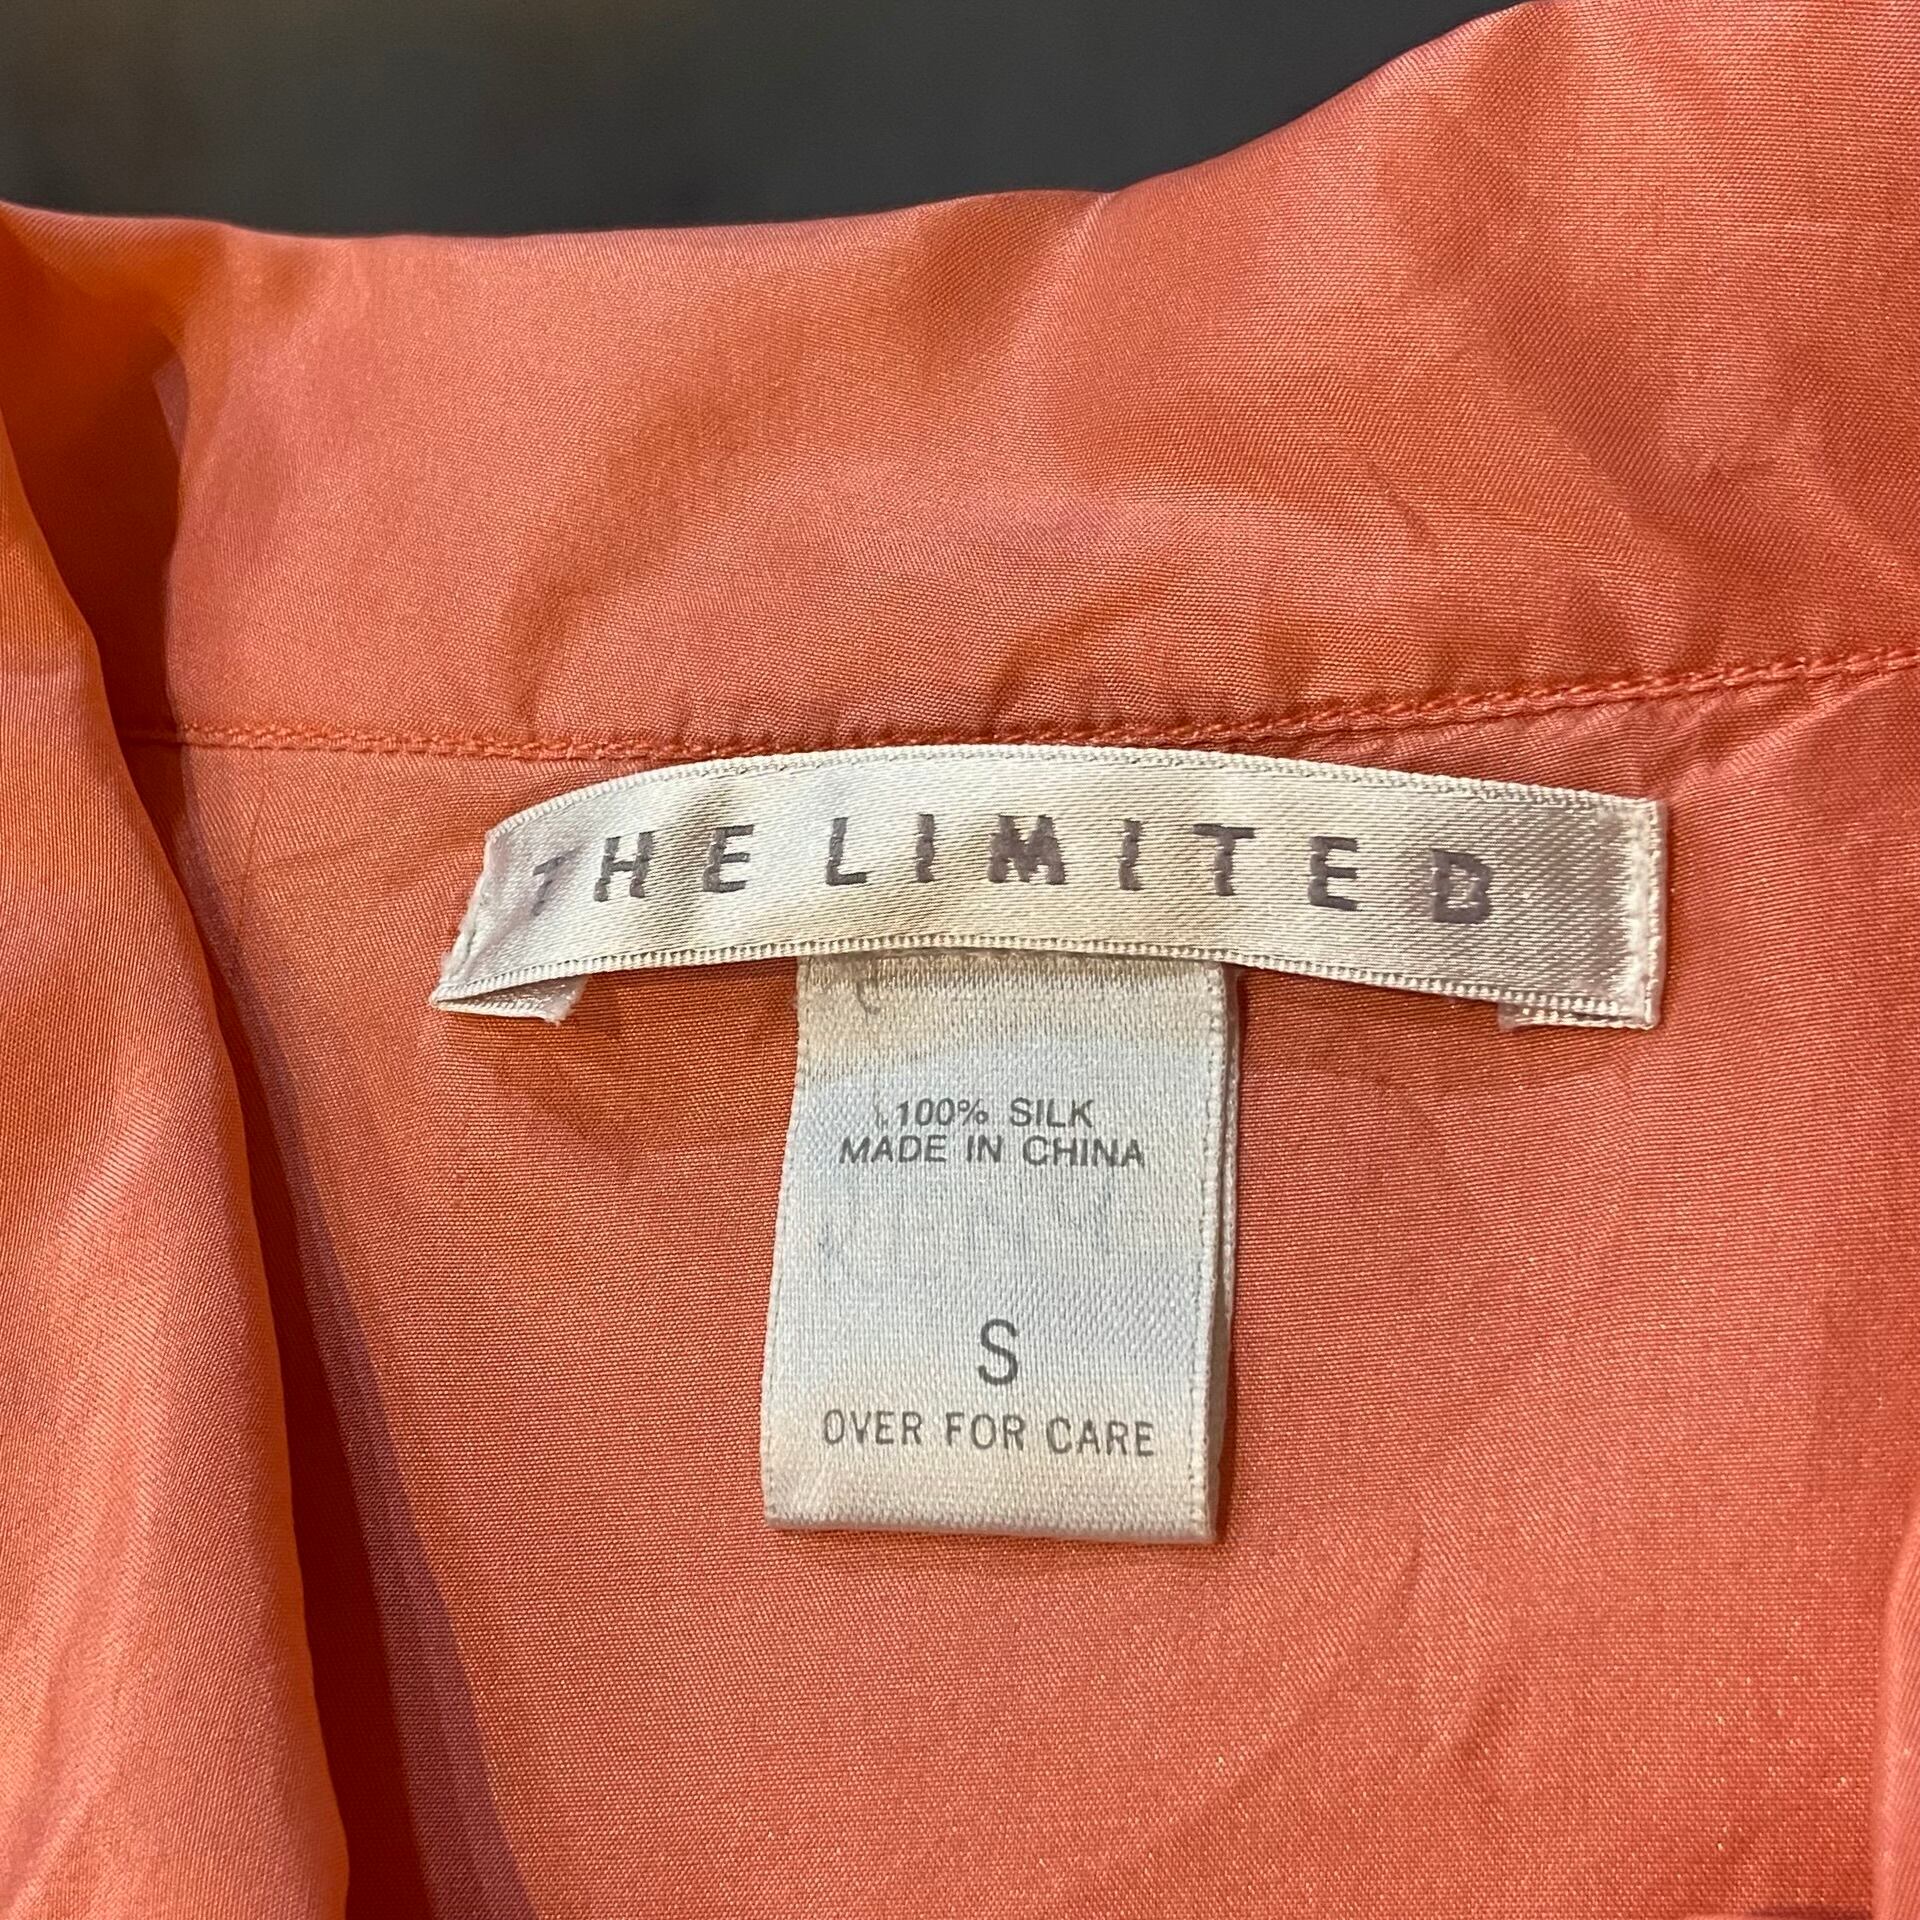 THE LIMITED
100% SILK
MADE IN CHINA
S
OVER FOR CARE